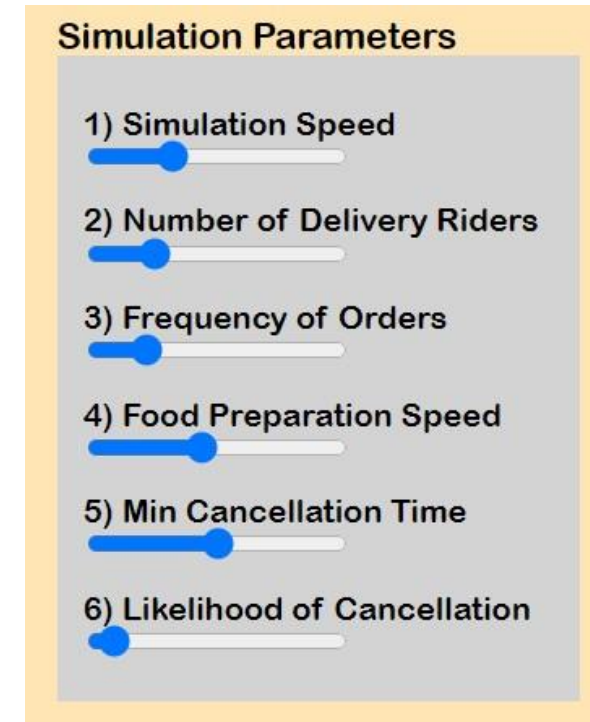 Simulation Parameters
1) Simulation Speed
2) Number of Delivery Riders
3) Frequency of Orders
4) Food Preparation Speed
5) Min Cancellation Time
6) Likelihood of Cancellation